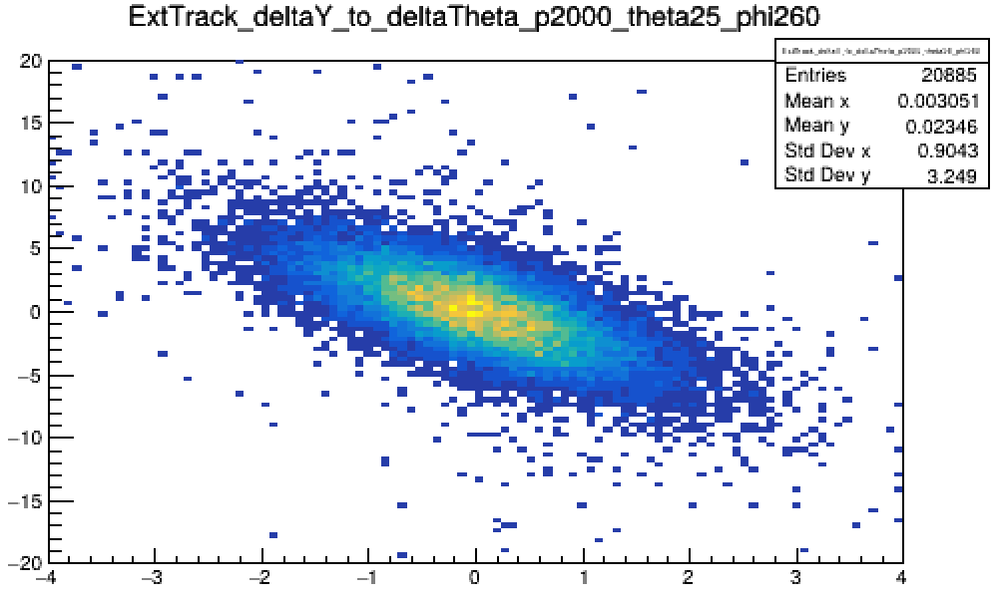 ExtTrack_deltaY_to_deltaTheta_p2000_theta25_phi260
ExtTrack_deltaY_to_deltaTheta_p2000_theta25_phi260
Entries 20885
Mean x 0.003051
Mean y 0.02346
Std Dev x 0.9043
Std Dev y 3.249
20
15
10
5
0
−5
−10
−15
−20
−4 −3 −2 −1 0 1 2 3 4